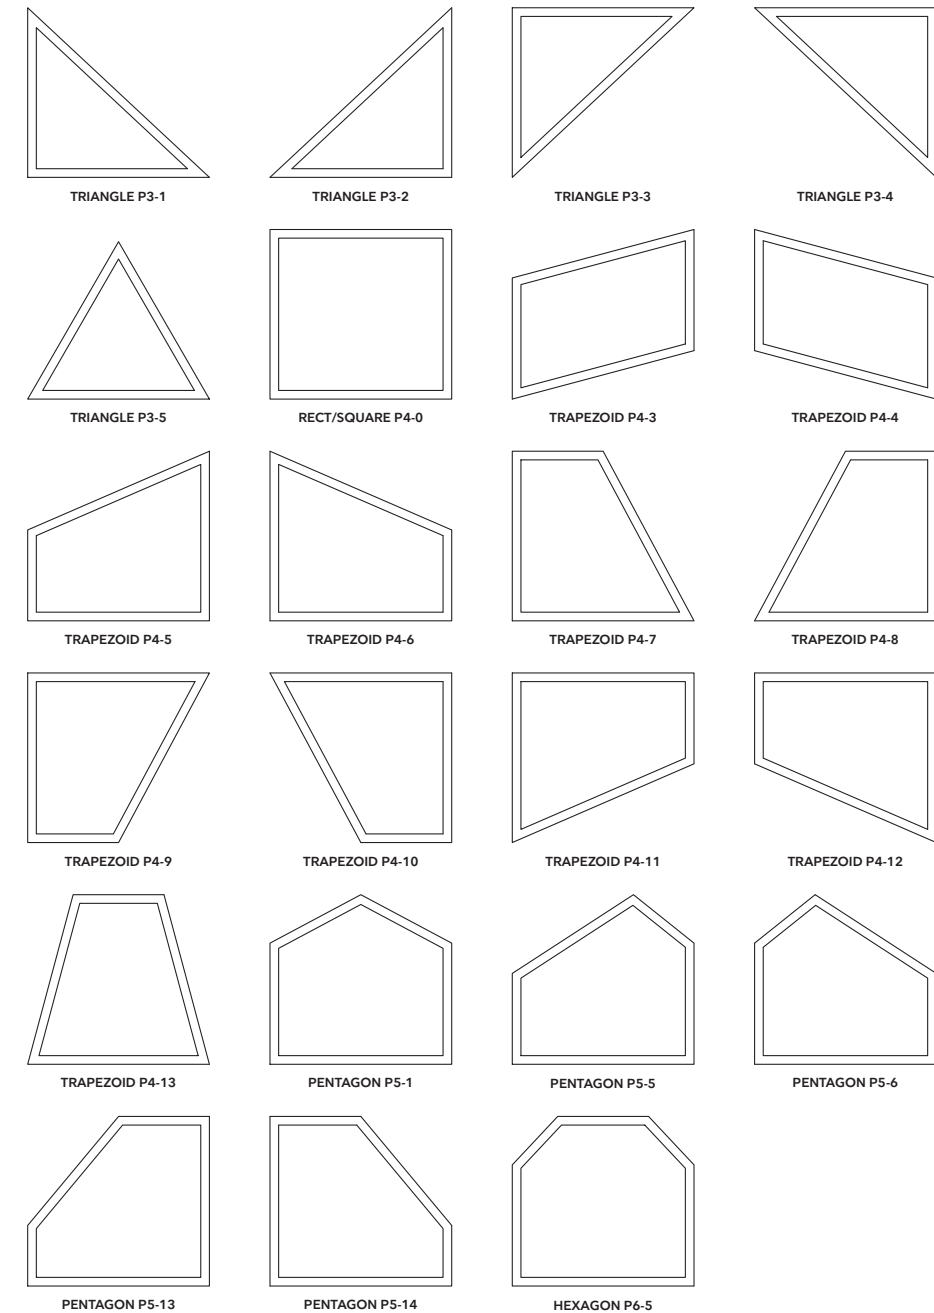 TRIANGLE P3-1
TRIANGLE P3-2
TRIANGLE P3-3
TRIANGLE P3-4
TRIANGLE P3-5
RECT/SQUARE P4-0
TRAPEZOID P4-3
TRAPEZOID P4-4
TRAPEZOID P4-5
TRAPEZOID P4-6
TRAPEZOID P4-7
TRAPEZOID P4-8
TRAPEZOID P4-9
TRAPEZOID P4-10
TRAPEZOID P4-11
TRAPEZOID P4-12
TRAPEZOID P4-13
PENTAGON P5-1
PENTAGON P5-5
PENTAGON P5-6
PENTAGON P5-13
PENTAGON P5-14
HEXAGON P6-5